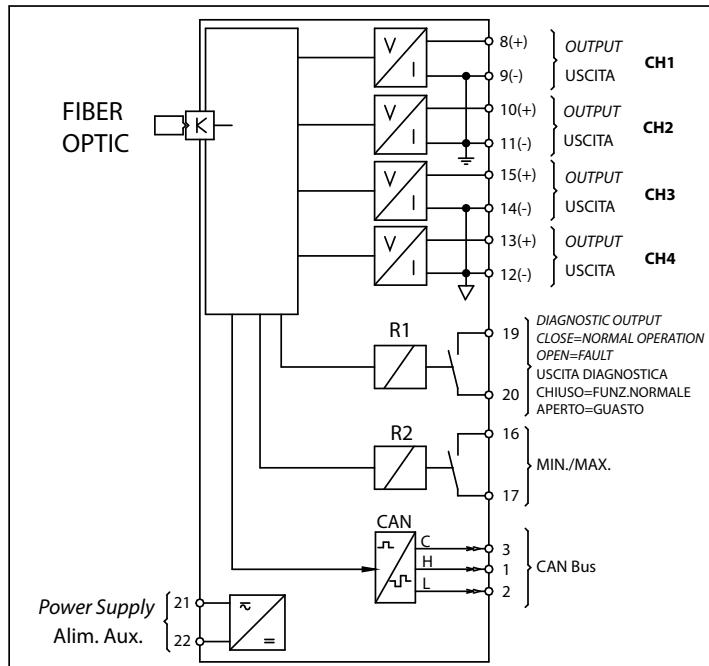 FIBER
OPTIC
V
I
8(+)
9(-)
OUTPUT
USCITA
CH1
V
I
10(+)
11(-)
OUTPUT
USCITA
CH2
V
I
15(+)
14(-)
OUTPUT
USCITA
CH3
V
I
13(+)
12(-)
OUTPUT
USCITA
CH4
R1
19
20
DIAGNOSTIC OUTPUT
CLOSE=NORMAL OPERATION
OPEN=FAULT
USCITA DIAGNOSTICA
CHIUSO=FUNZ.NORMALE
APERTO=GUASTO
R2
16
17
MIN./MAX.
CAN
C
H
L
3
1
2
CAN Bus
Power Supply
Alim. Aux.
21
22